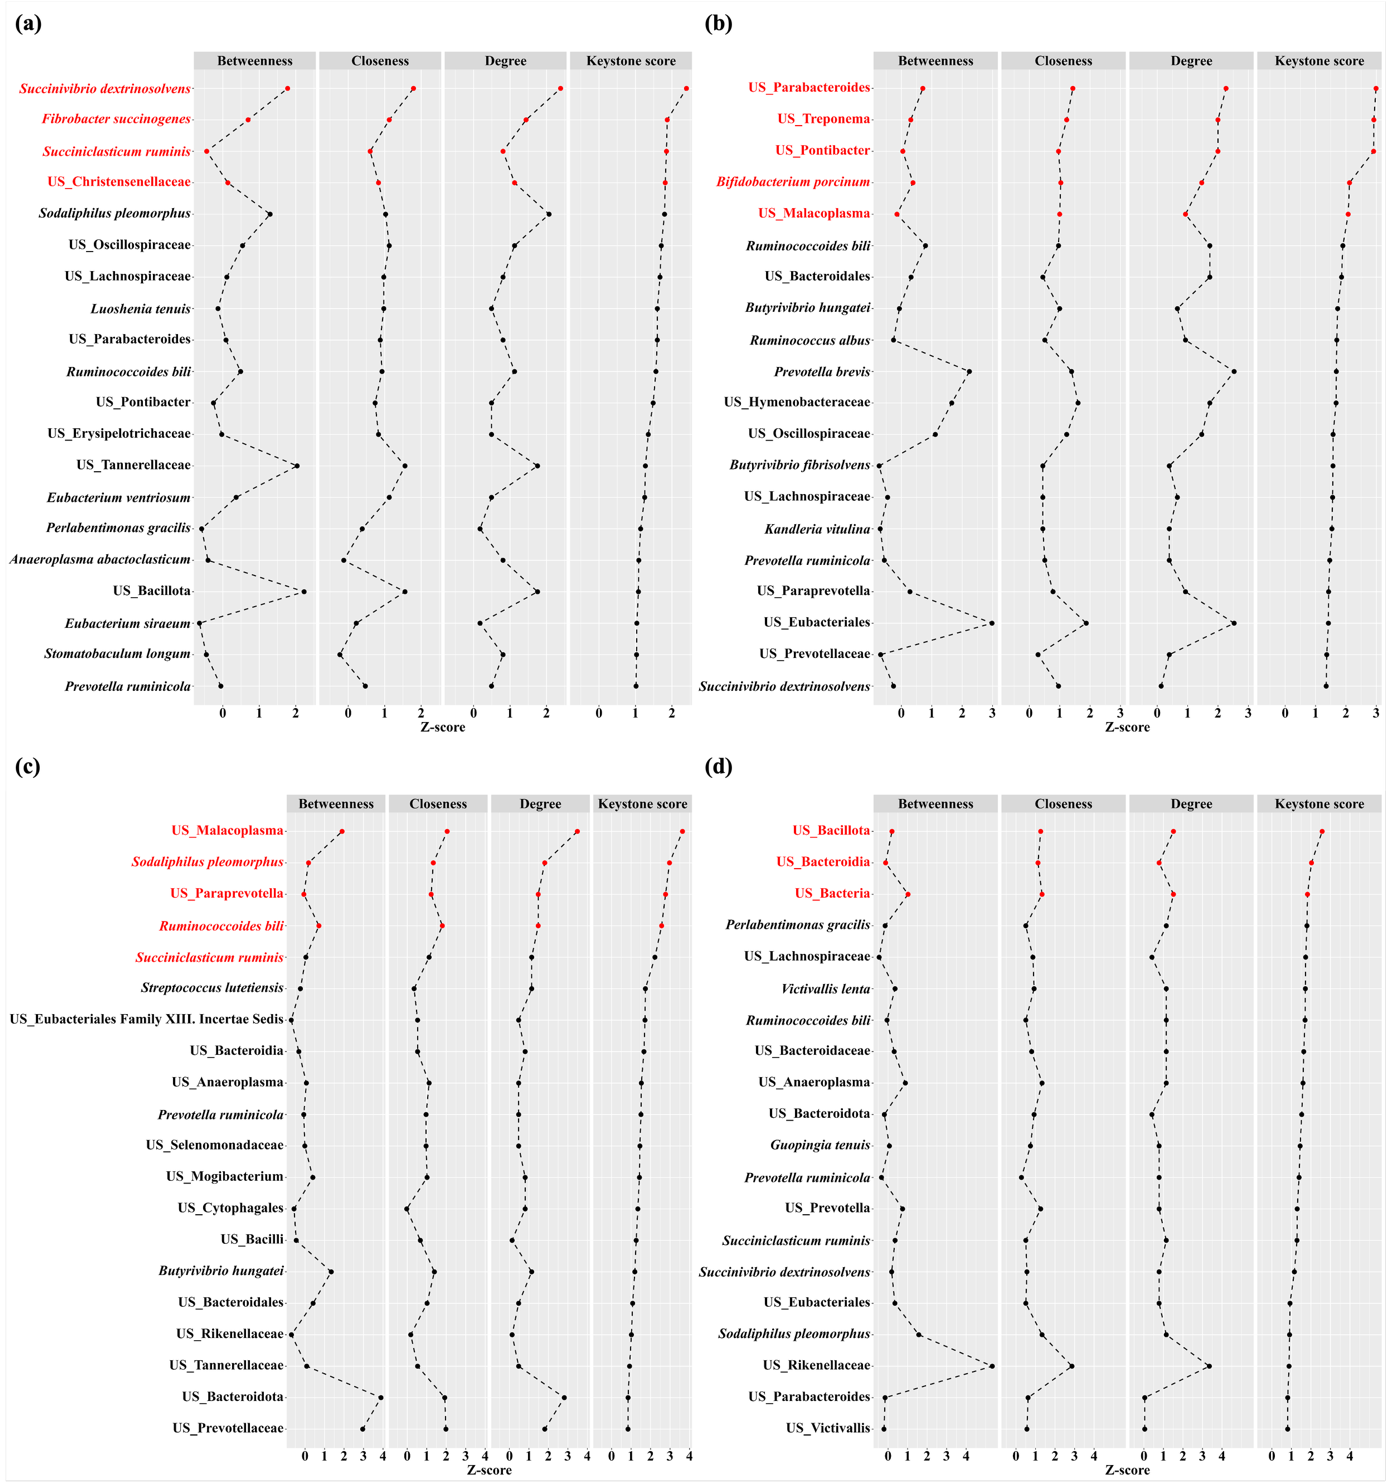 (a)
Betweenness Closeness Degree Keystone score
Succinivibrio dextrinosolvens
Fibrobacter succinogenes
Succiniclasticum ruminis
US_Christensenellaceae
Sodaliphilus pleomorphus
US_Oscillospiraceae
US_Lachnospiraceae
Luoshenia tenuis
US_Parabacteroides
Ruminococcoides bili
US_Pontibacter
US_Erysipelotrichaceae
US_Tannerellaceae
Eubacterium ventriosum
Perlabentimonas gracilis
Anaeroplasma abactoclasticum
US_Bacillota
Eubacterium siraeum
Stomatobaculum longum
Prevotella ruminicola
0 1 2 0 1 2 0 1 2 0 1 2
Z-score
(b)
Betweenness Closeness Degree Keystone score
US_Parabacteroides
US_Treponema
US_Pontibacter
Bifidobacterium porcinum
US_Malacoplasma
Ruminococcoides bili
US_Bacteroidales
Butyrivibrio hungatei
Ruminococcus albus
Prevotella brevis
US_Hymenobacteraceae
US_Oscillospiraceae
Butyrivibrio fibrisolvens
US_Lachnospiraceae
Kandleria vitulina
Prevotella ruminicola
US_Paraprevotella
US_Eubacteriales
US_Prevotellaceae
Succinivibrio dextrinosolvens
0 1 2 3 0 1 2 3 0 1 2 3 0 1 2 3
Z-score
(c)
Betweenness Closeness Degree Keystone score
US_Malacoplasma
Sodaliphilus pleomorphus
US_Paraprevotella
Ruminococcoides bili
Succiniclasticum ruminis
Streptococcus lutetiensis
US_Eubacteriales Family XIII. Incertae Sedis
US_Bacteroidia
US_Anaeroplasma
Prevotella ruminicola
US_Selenomonadaceae
US_Mogibacterium
US_Cytophagales
US_Bacilli
Butyrivibrio hungatei
US_Bacteroidales
US_Rikenellaceae
US_Tannerellaceae
US_Bacteroidota
US_Prevotellaceae
0 1 2 3 4 0 1 2 3 4 0 1 2 3 4 0 1 2 3 4
Z-score
(d)
Betweenness Closeness Degree Keystone score
US_Bacillota
US_Bacteroidia
US_Bacteria
Perlabentimonas gracilis
US_Lachnospiraceae
Victivallis lenta
Ruminococcoides bili
US_Bacteroidaceae
US_Anaeroplasma
US_Bacteroidota
Guopingia tenuis
Prevotella ruminicola
US_Prevotella
Succiniclasticum ruminis
Succinivibrio dextrinosolvens
US_Eubacteriales
Sodaliphilus pleomorphus
US_Rikenellaceae
US_Parabacteroides
US_Victivallis
0 1 2 3 4 0 1 2 3 4 0 1 2 3 4 0 1 2 3 4
Z-score